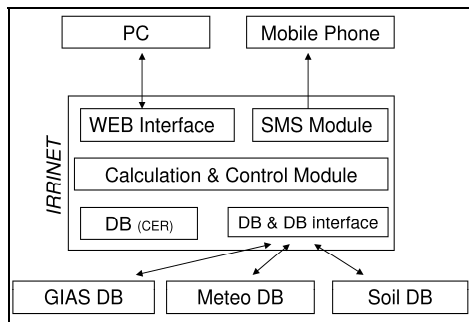 PC
Mobile Phone
IRRINET
WEB Interface
SMS Module
Calculation & Control Module
DB (CER)
DB & DB interface
GIAS DB
Meteo DB
Soil DB